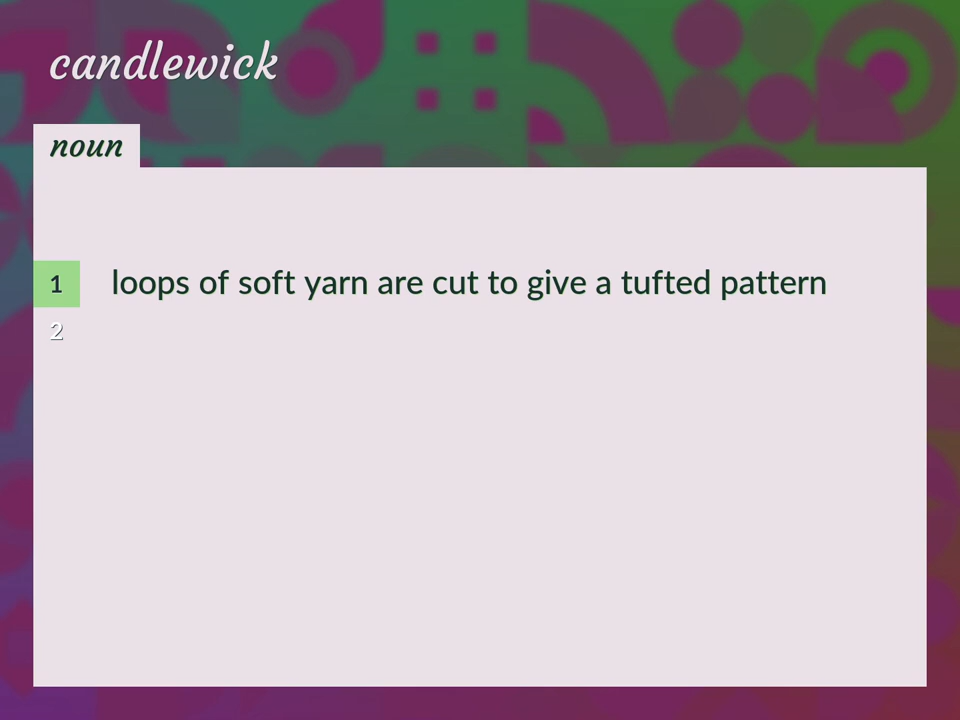 candlewick
noun
1 loops of soft yarn are cut to give a tufted pattern
2